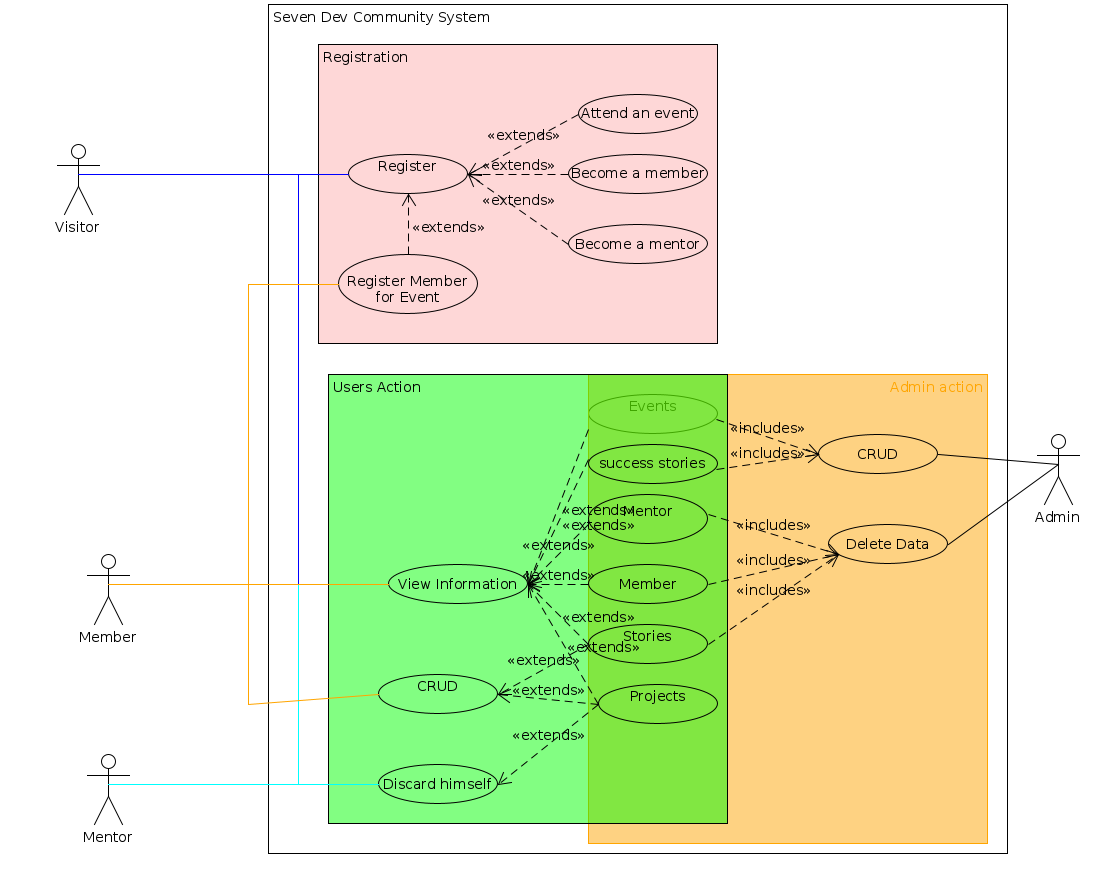 Seven Dev Community System
Registration
Attend an event
«extends»
Register
«extends»
Become a member
«extends»
Visitor
«extends»
Become a mentor
Register Member
for Event
Users Action
Admin action
Events
«includes»
success stories
«includes»
CRUD
«extends»
Mentor
«extends»
«includes»
Admin
«extends»
Delete Data
«includes»
«extends»
View Information
Member
«includes»
«extends»
Member
Stories
«extends»
«extends»
CRUD
«extends»
Projects
«extends»
Discard himself
Mentor